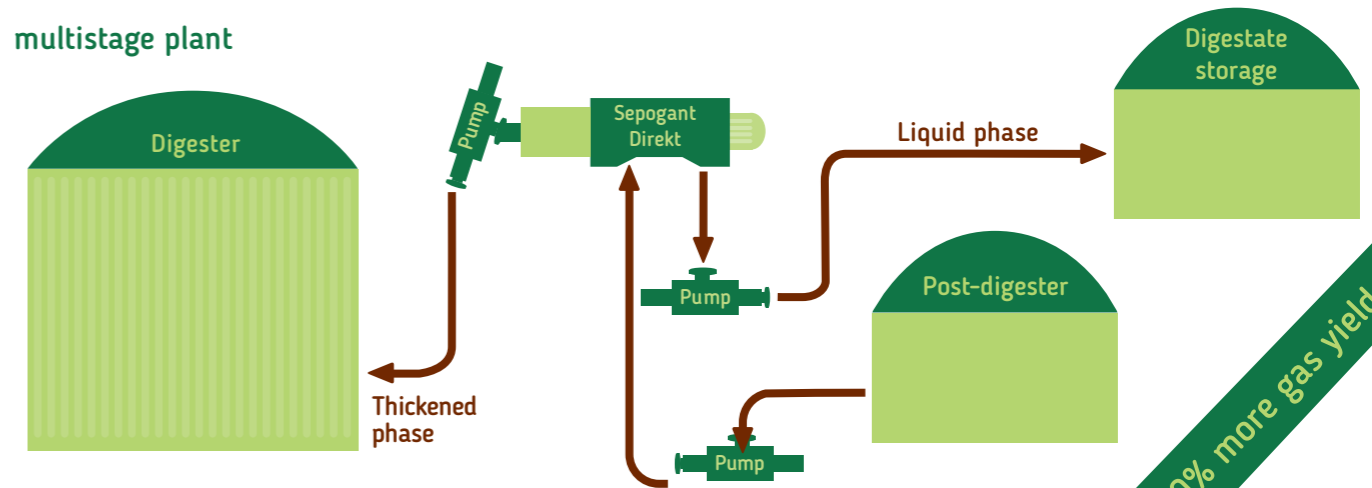 multistage plant
Digester
Pump
Sepogant
Direkt
Liquid phase
Digestate
storage
Pump
Post-digester
Thickened
phase
Pump
% more gas yield